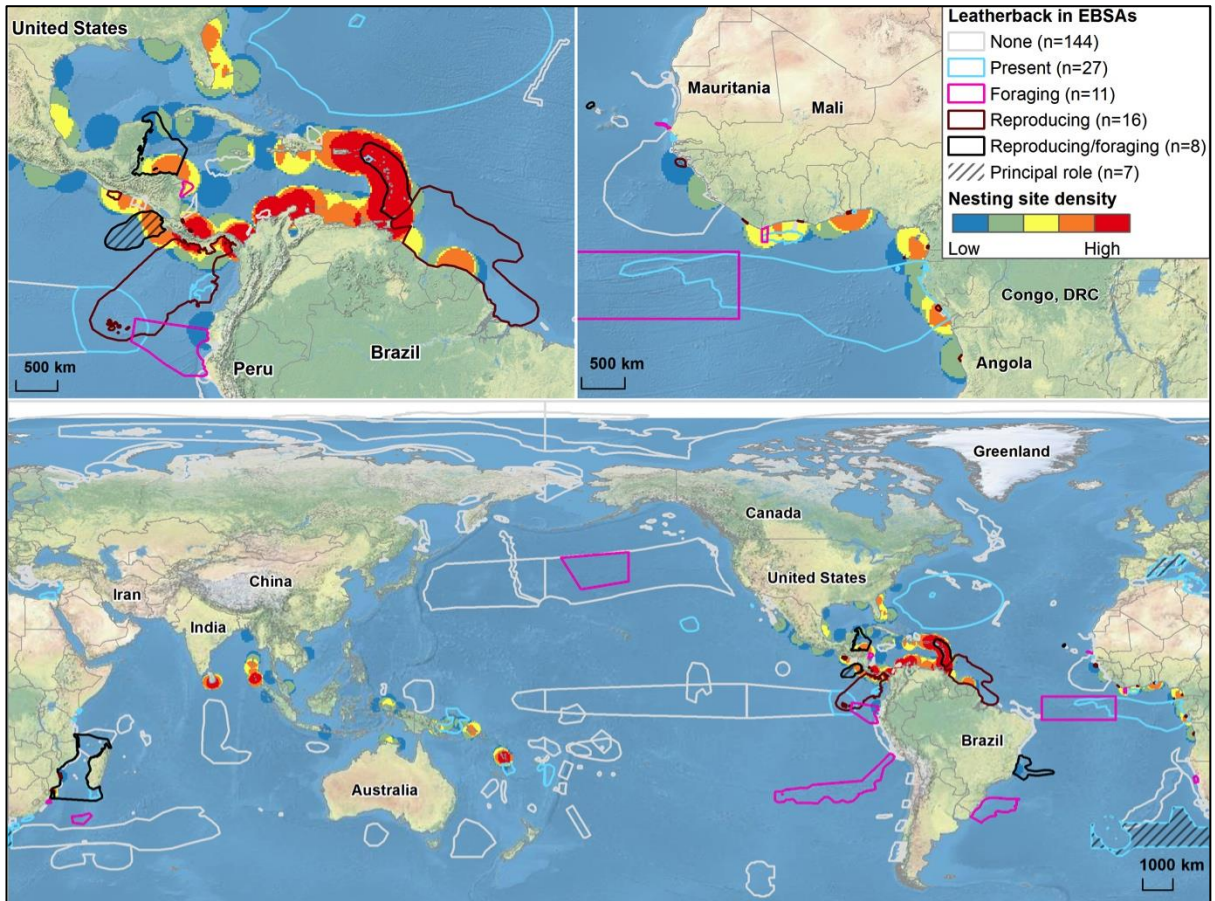 United States
Brazil
Peru
500 km
Mauritania
Mali
Congo, DRC
Angola
500 km
Leatherback in EBSAs
None (n=144)
Present (n=27)
Foraging (n=11)
Reproducing (n=16)
Reproducing/foraging (n=8)
Principal role (n=7)
Nesting site density
Low High
Greenland
Canada
United States
China
Iran
India
Brazil
Australia
1000 km